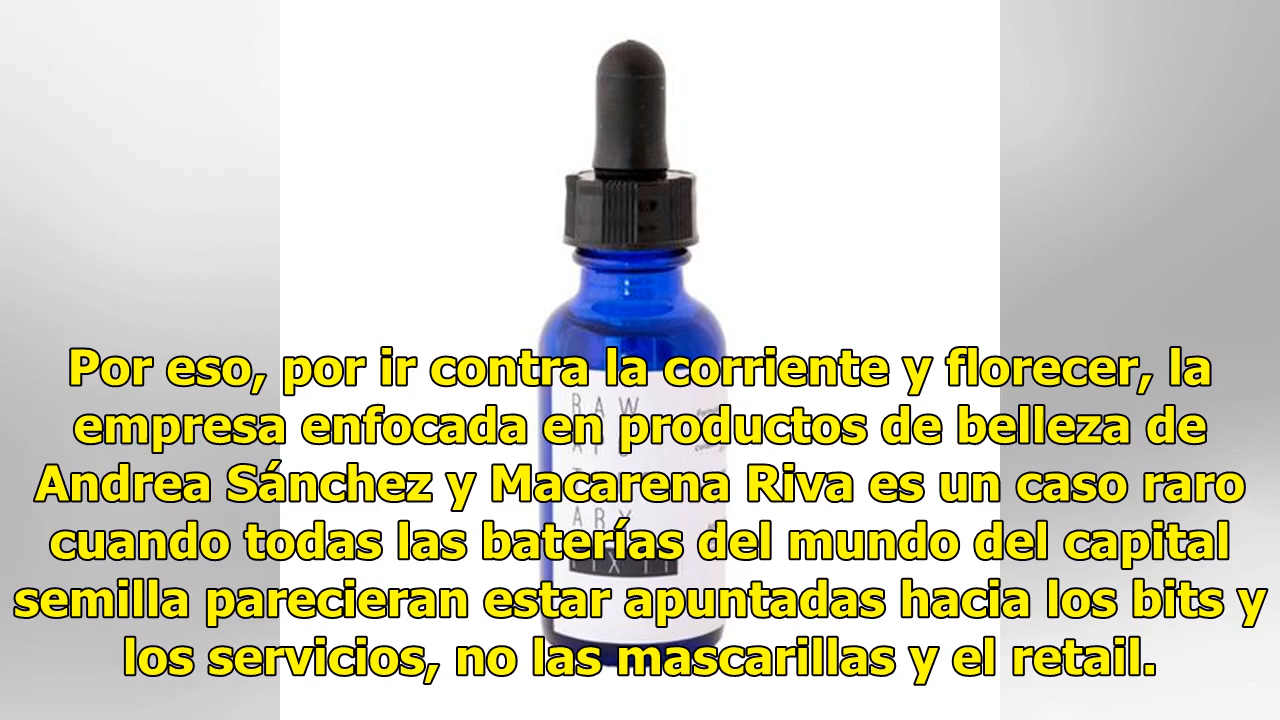 Por eso, por ir contra la corriente y florecer, la
empresa enfocada en productos de belleza de
Andrea Sánchez y Macarena Riva es un caso raro
cuando todas las baterías del mundo del capital
semilla parecieran estar apuntadas hacia los bits y
los servicios, no las mascarillas y el retail.
RAW
ARY